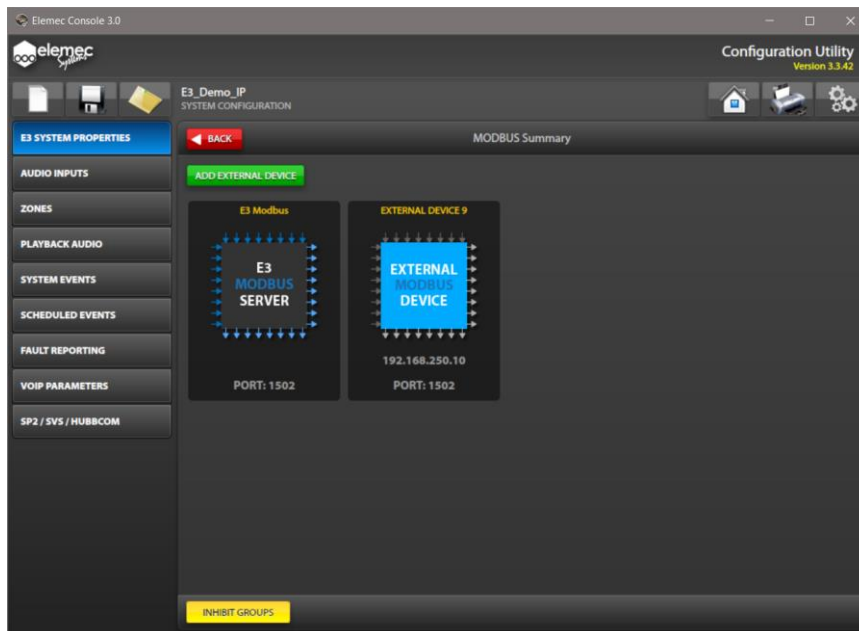 Elemec Console 3.0
elemec
Systems
Configuration Utility
Version 3.3.42
E3_Demo_IP
SYSTEM CONFIGURATION
E3 SYSTEM PROPERTIES
BACK
MODBUS Summary
AUDIO INPUTS
ADD EXTERNAL DEVICE
ZONES
E3 Modbus
EXTERNAL DEVICE 9
PLAYBACK AUDIO
E3
MODBUS
SERVER
EXTERNAL
MODBUS
DEVICE
SYSTEM EVENTS
SCHEDULED EVENTS
FAULT REPORTING
192.168.250.10
VOIP PARAMETERS
PORT: 1502
PORT: 1502
SP2 / SVS / HUBBCOM
INHIBIT GROUPS